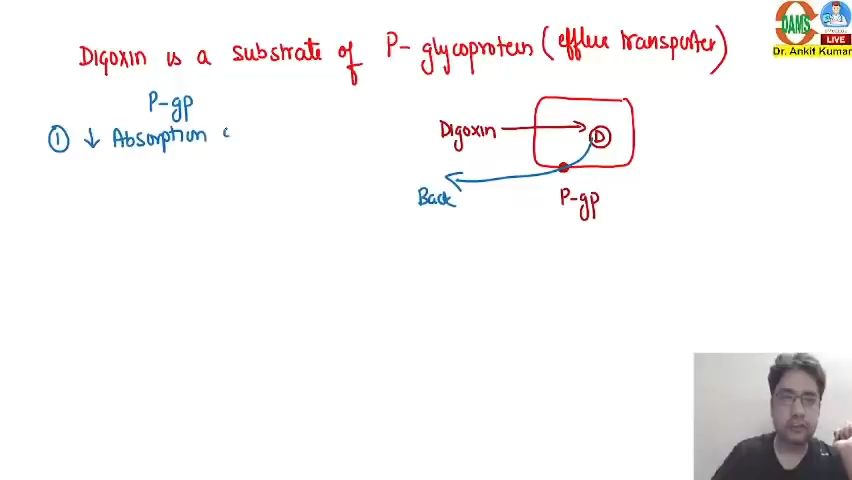 Digoxin is a substrate of P-glycoprotein (efflux transporter)
P-gp
① ↓ Absorption
Digoxin
D
Back
P-gp
DAMS
LIVE
Dr. Ankit Kumar